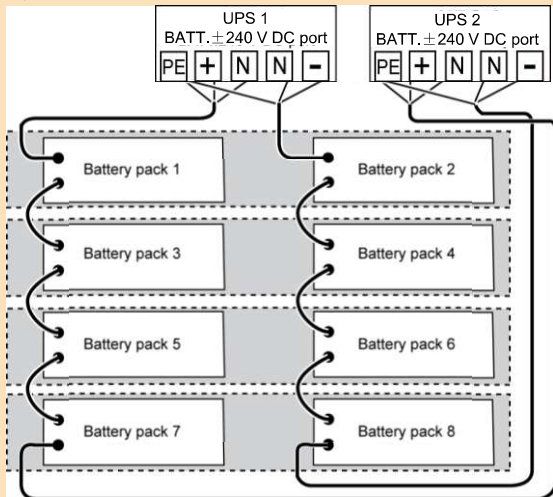 UPS 1
BATT.±240 V DC port
PE + N N -
UPS 2
BATT.±240 V DC port
PE + N N -
Battery pack 1
Battery pack 2
Battery pack 3
Battery pack 4
Battery pack 5
Battery pack 6
Battery pack 7
Battery pack 8